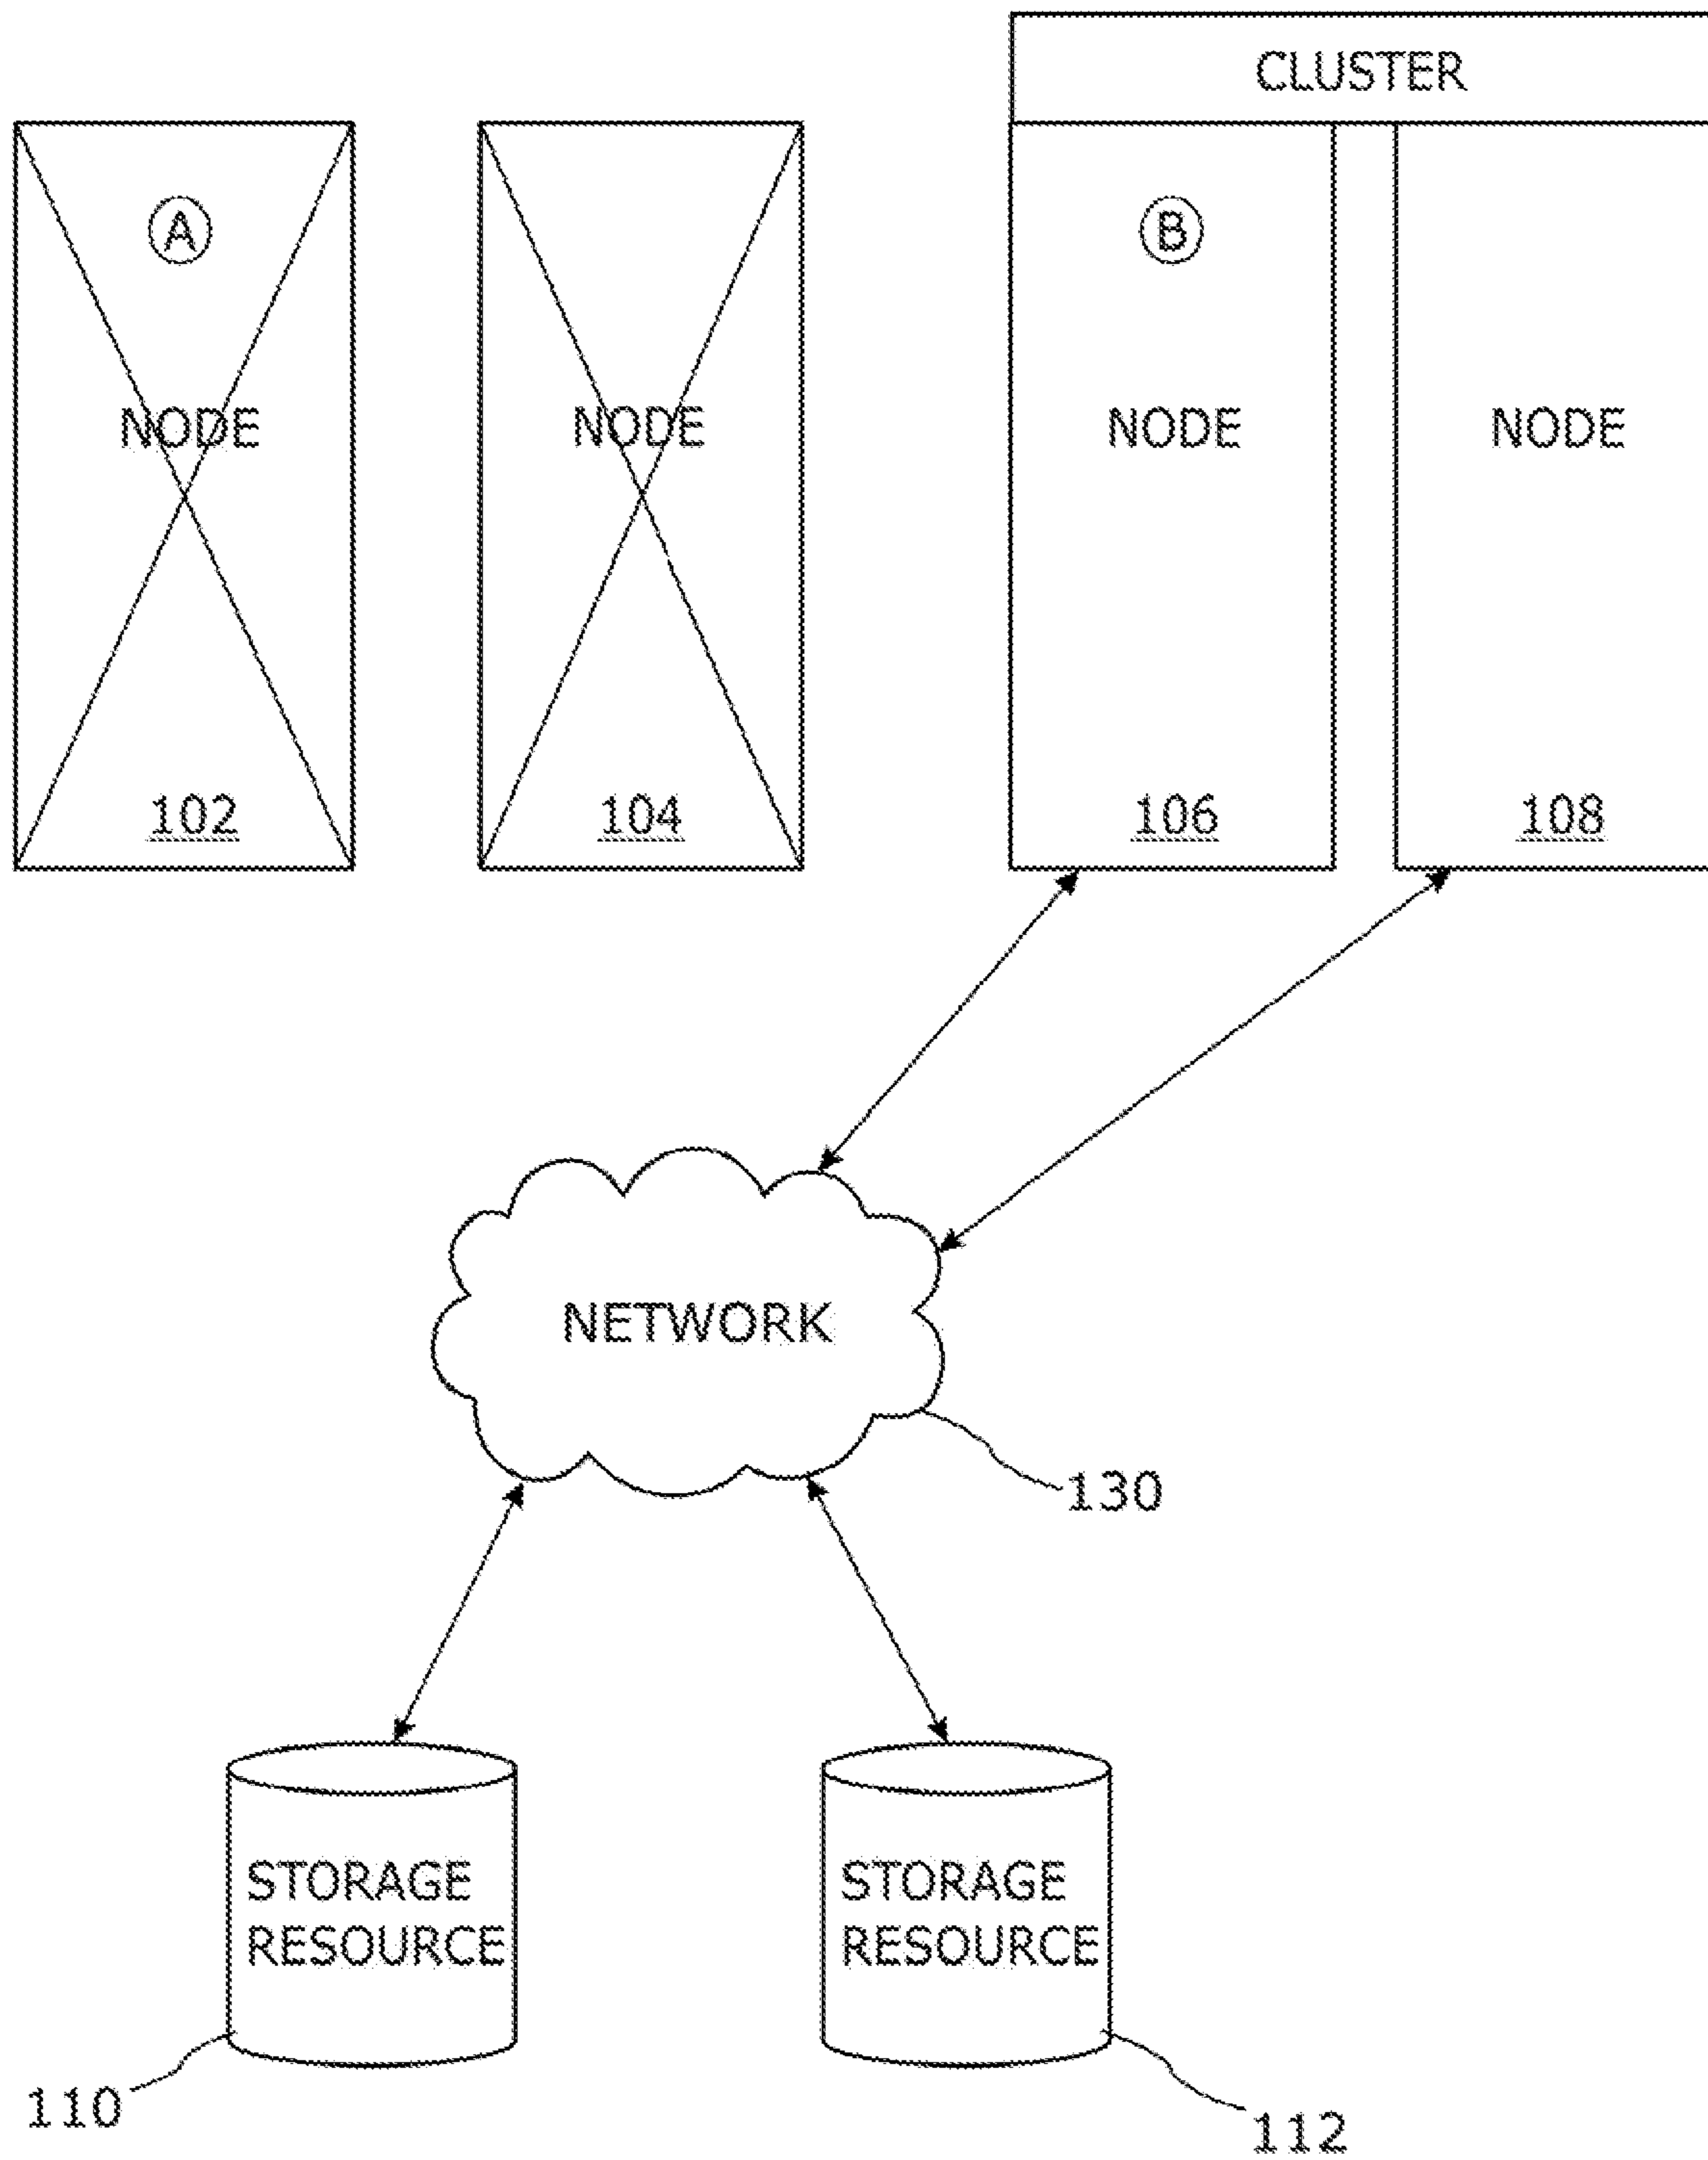 CLUSTER
A
B
NODE
NODE
NODE
NODE
102
104
106
108
NETWORK
130
STORAGE
RESOURCE
STORAGE
RESOURCE
110
112